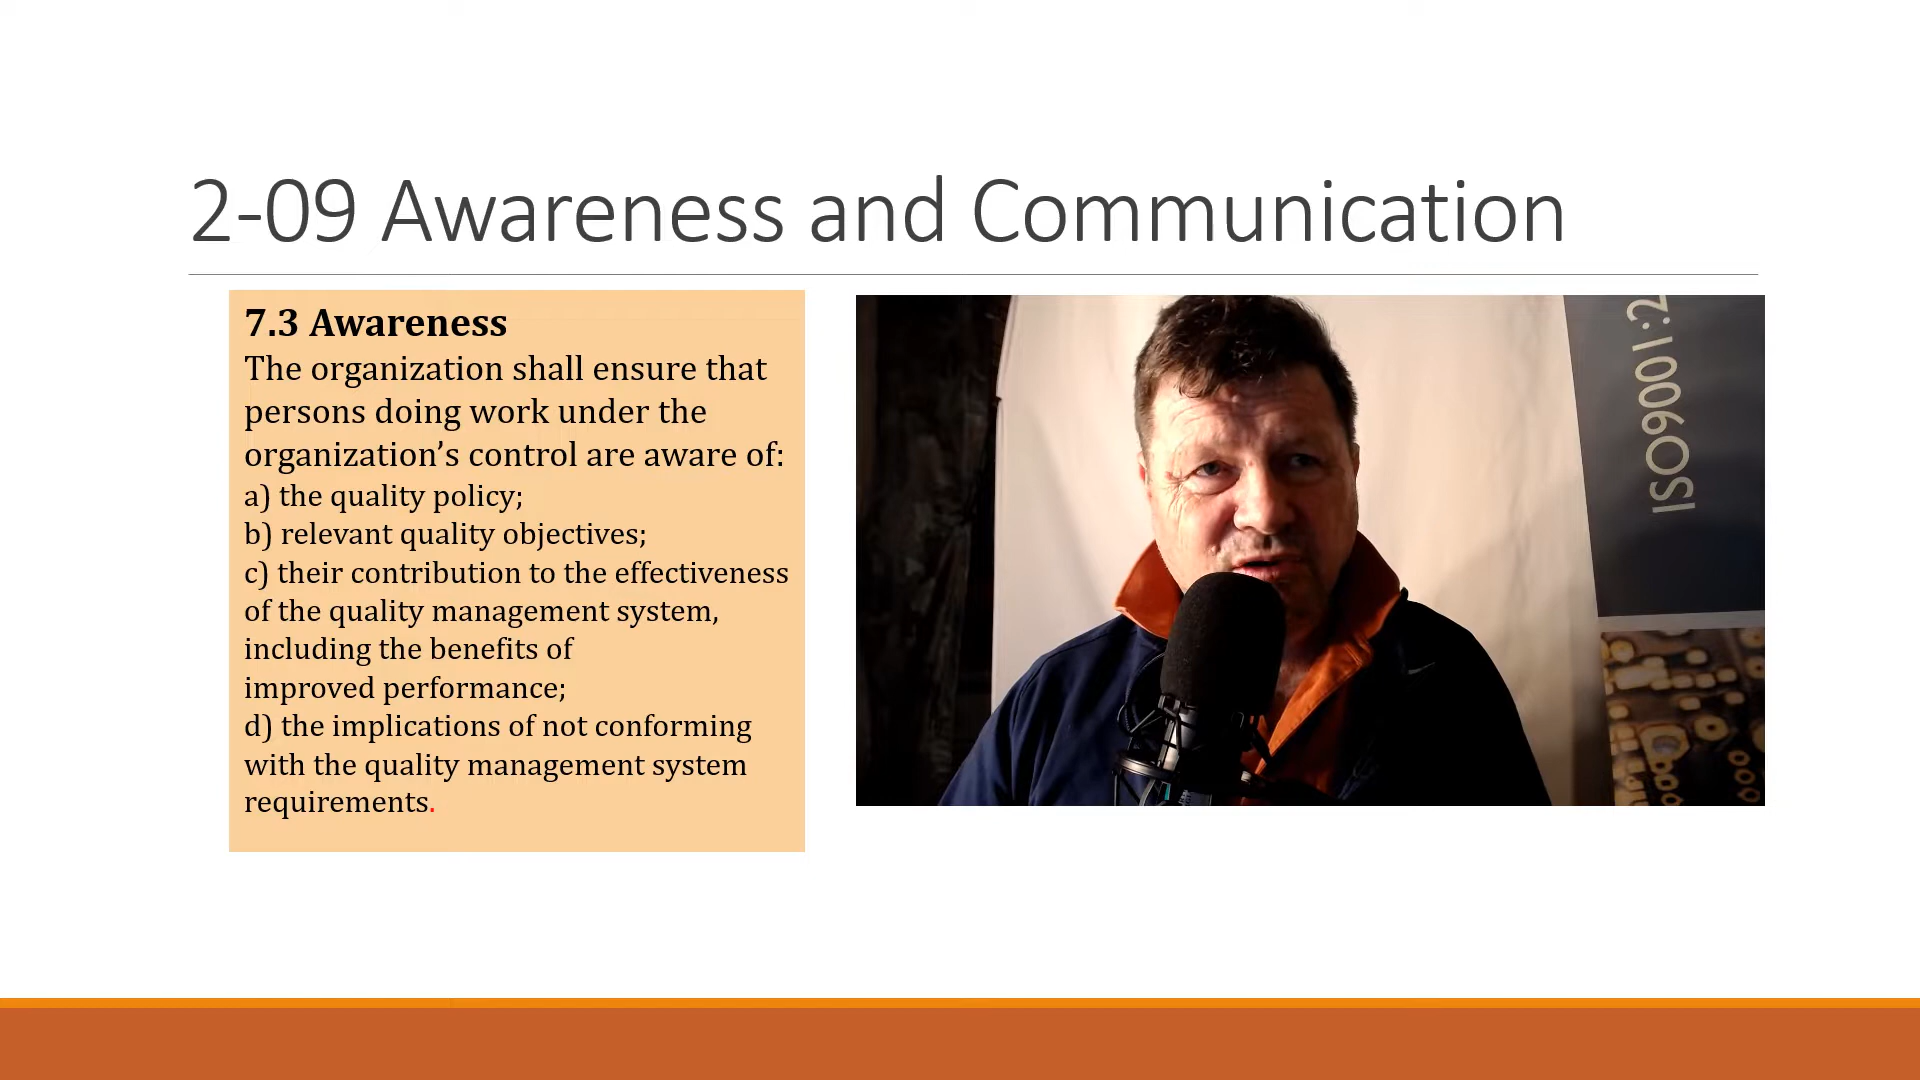 2-09 Awareness and Communication
7.3 Awareness
The organization shall ensure that
persons doing work under the
organization’s control are aware of:
a) the quality policy;
b) relevant quality objectives;
c) their contribution to the effectiveness
of the quality management system,
including the benefits of
improved performance;
d) the implications of not conforming
with the quality management system
requirements.
ISO9001:2